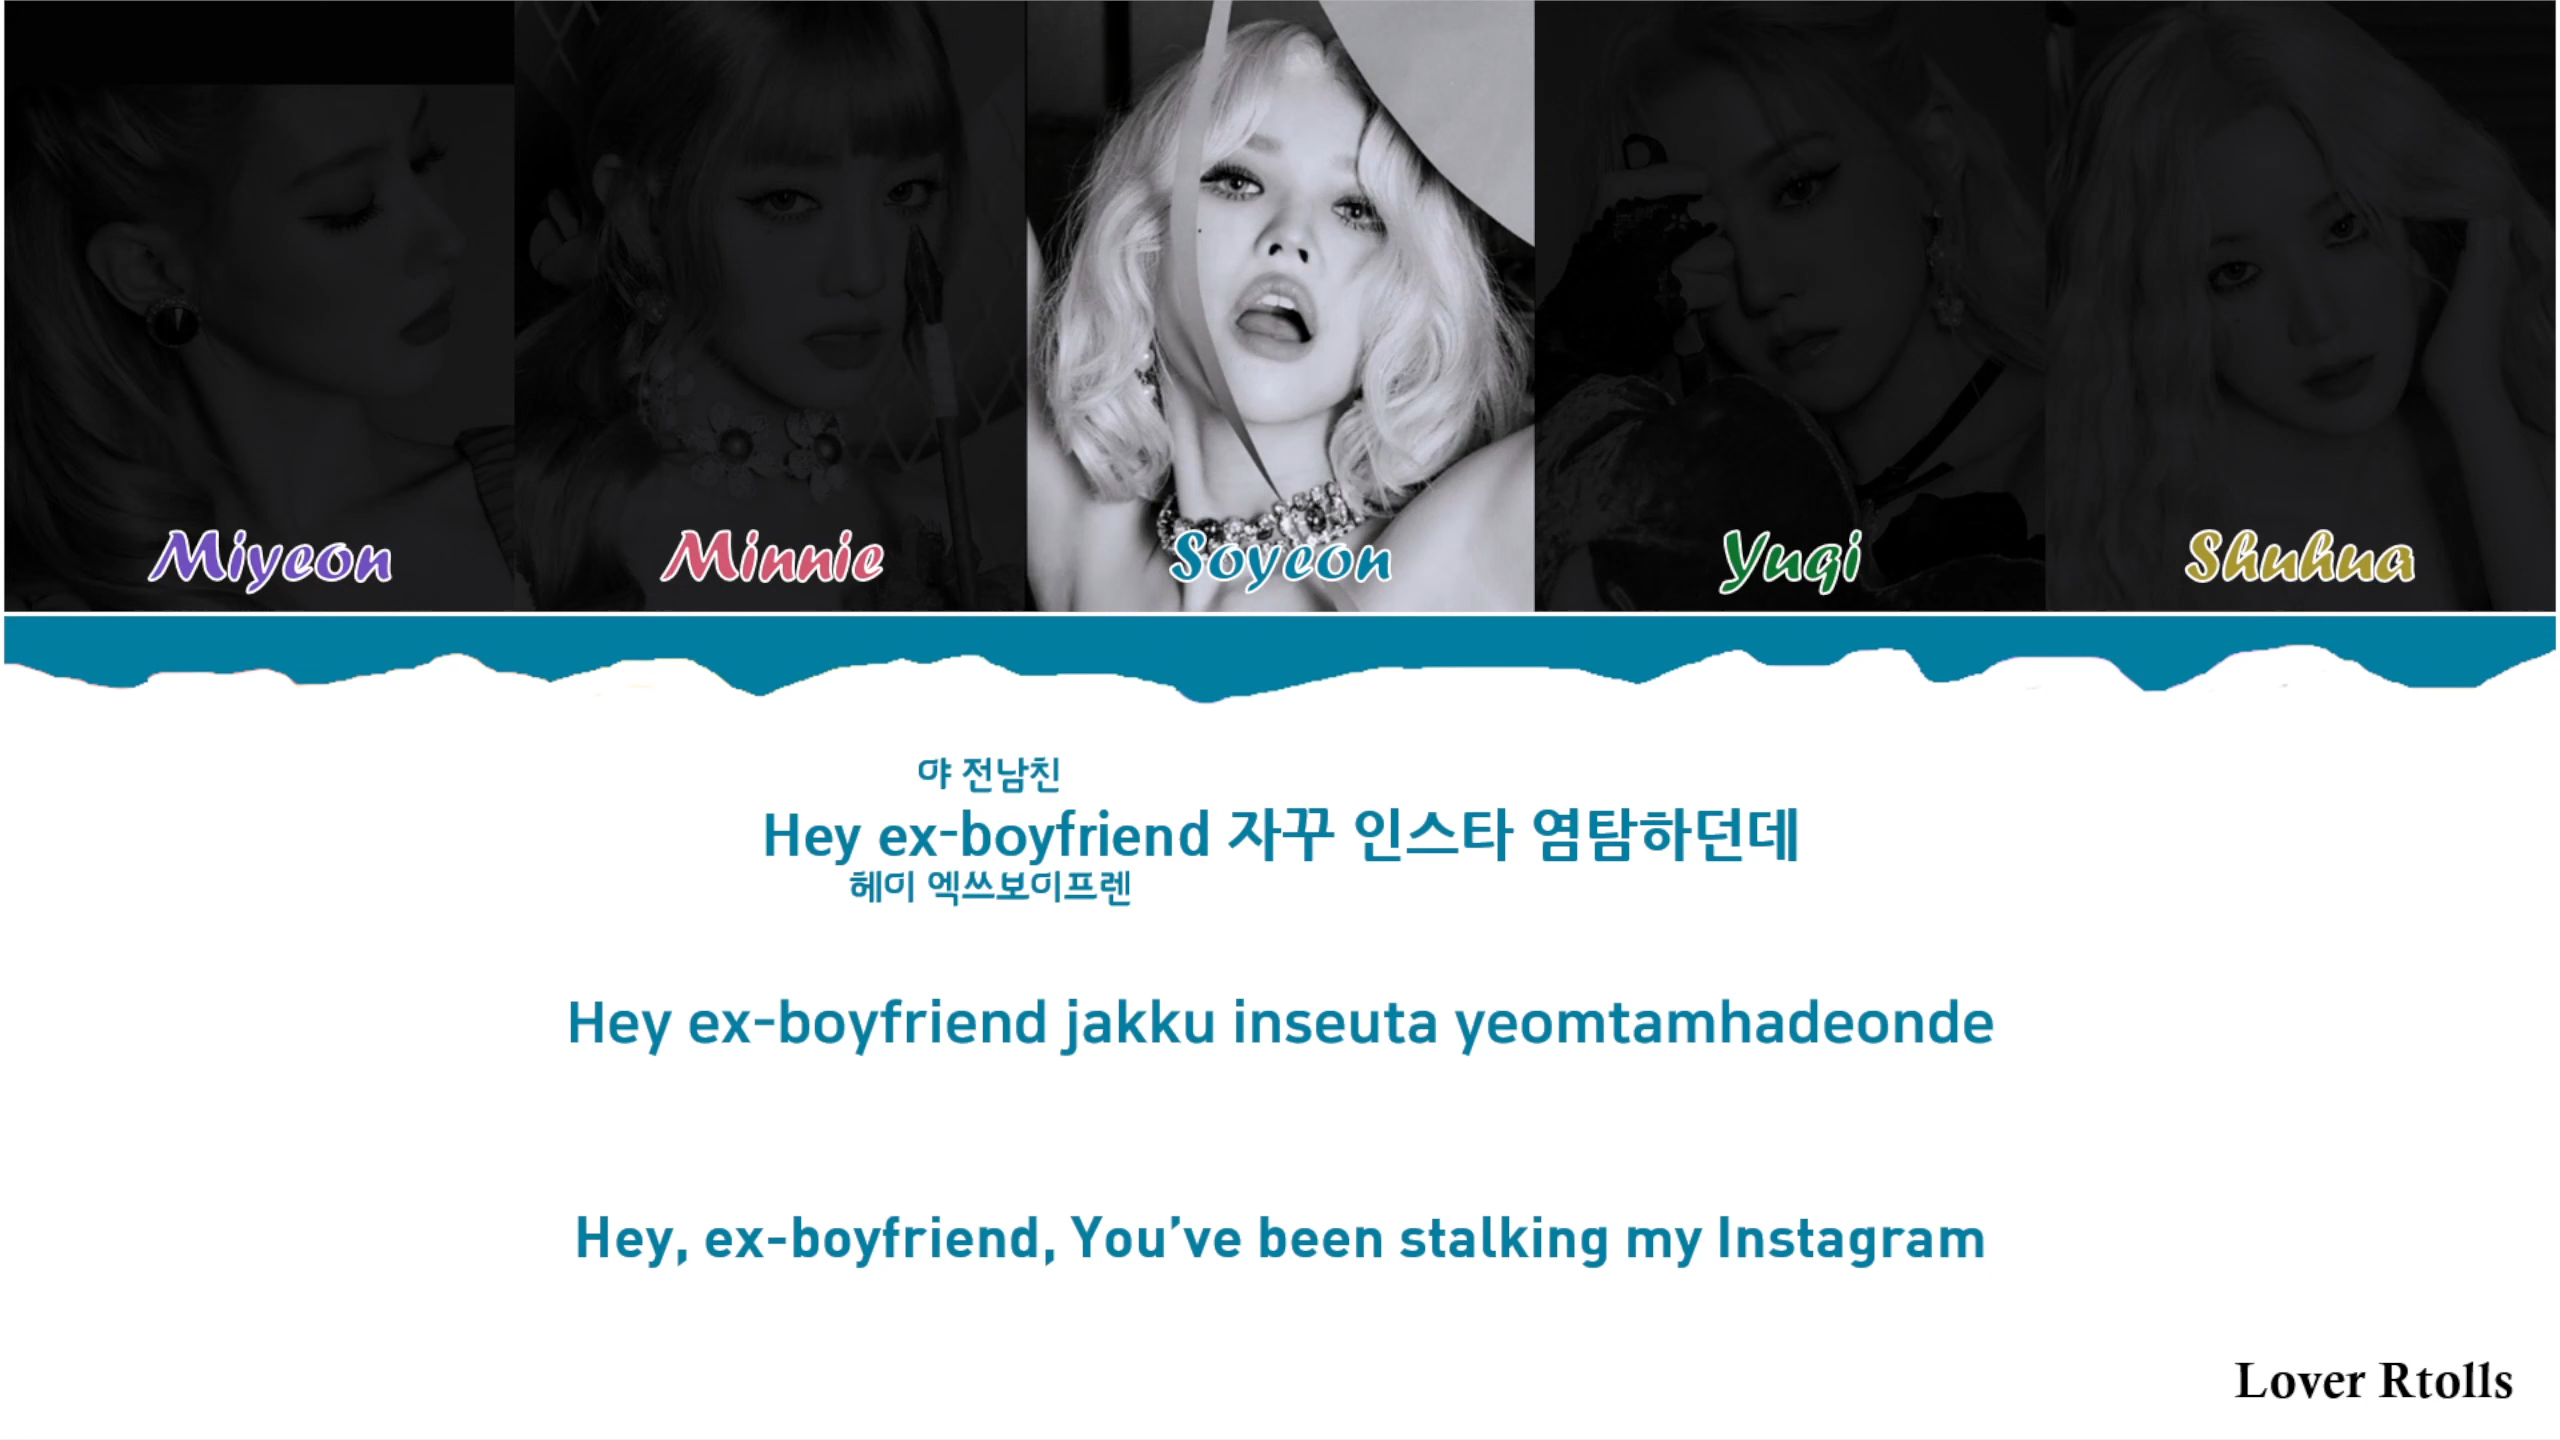 Miyeon
Minnie
Soyeon
Yuqi
Shuhua
야 전남친
Hey ex-boyfriend 자꾸 인스타 염탐하던데
헤이 엑쓰보이프렌
Hey ex-boyfriend jakku inseuta yeomtamhadeonde
Hey, ex-boyfriend, You’ve been stalking my Instagram
Lover Rtolls